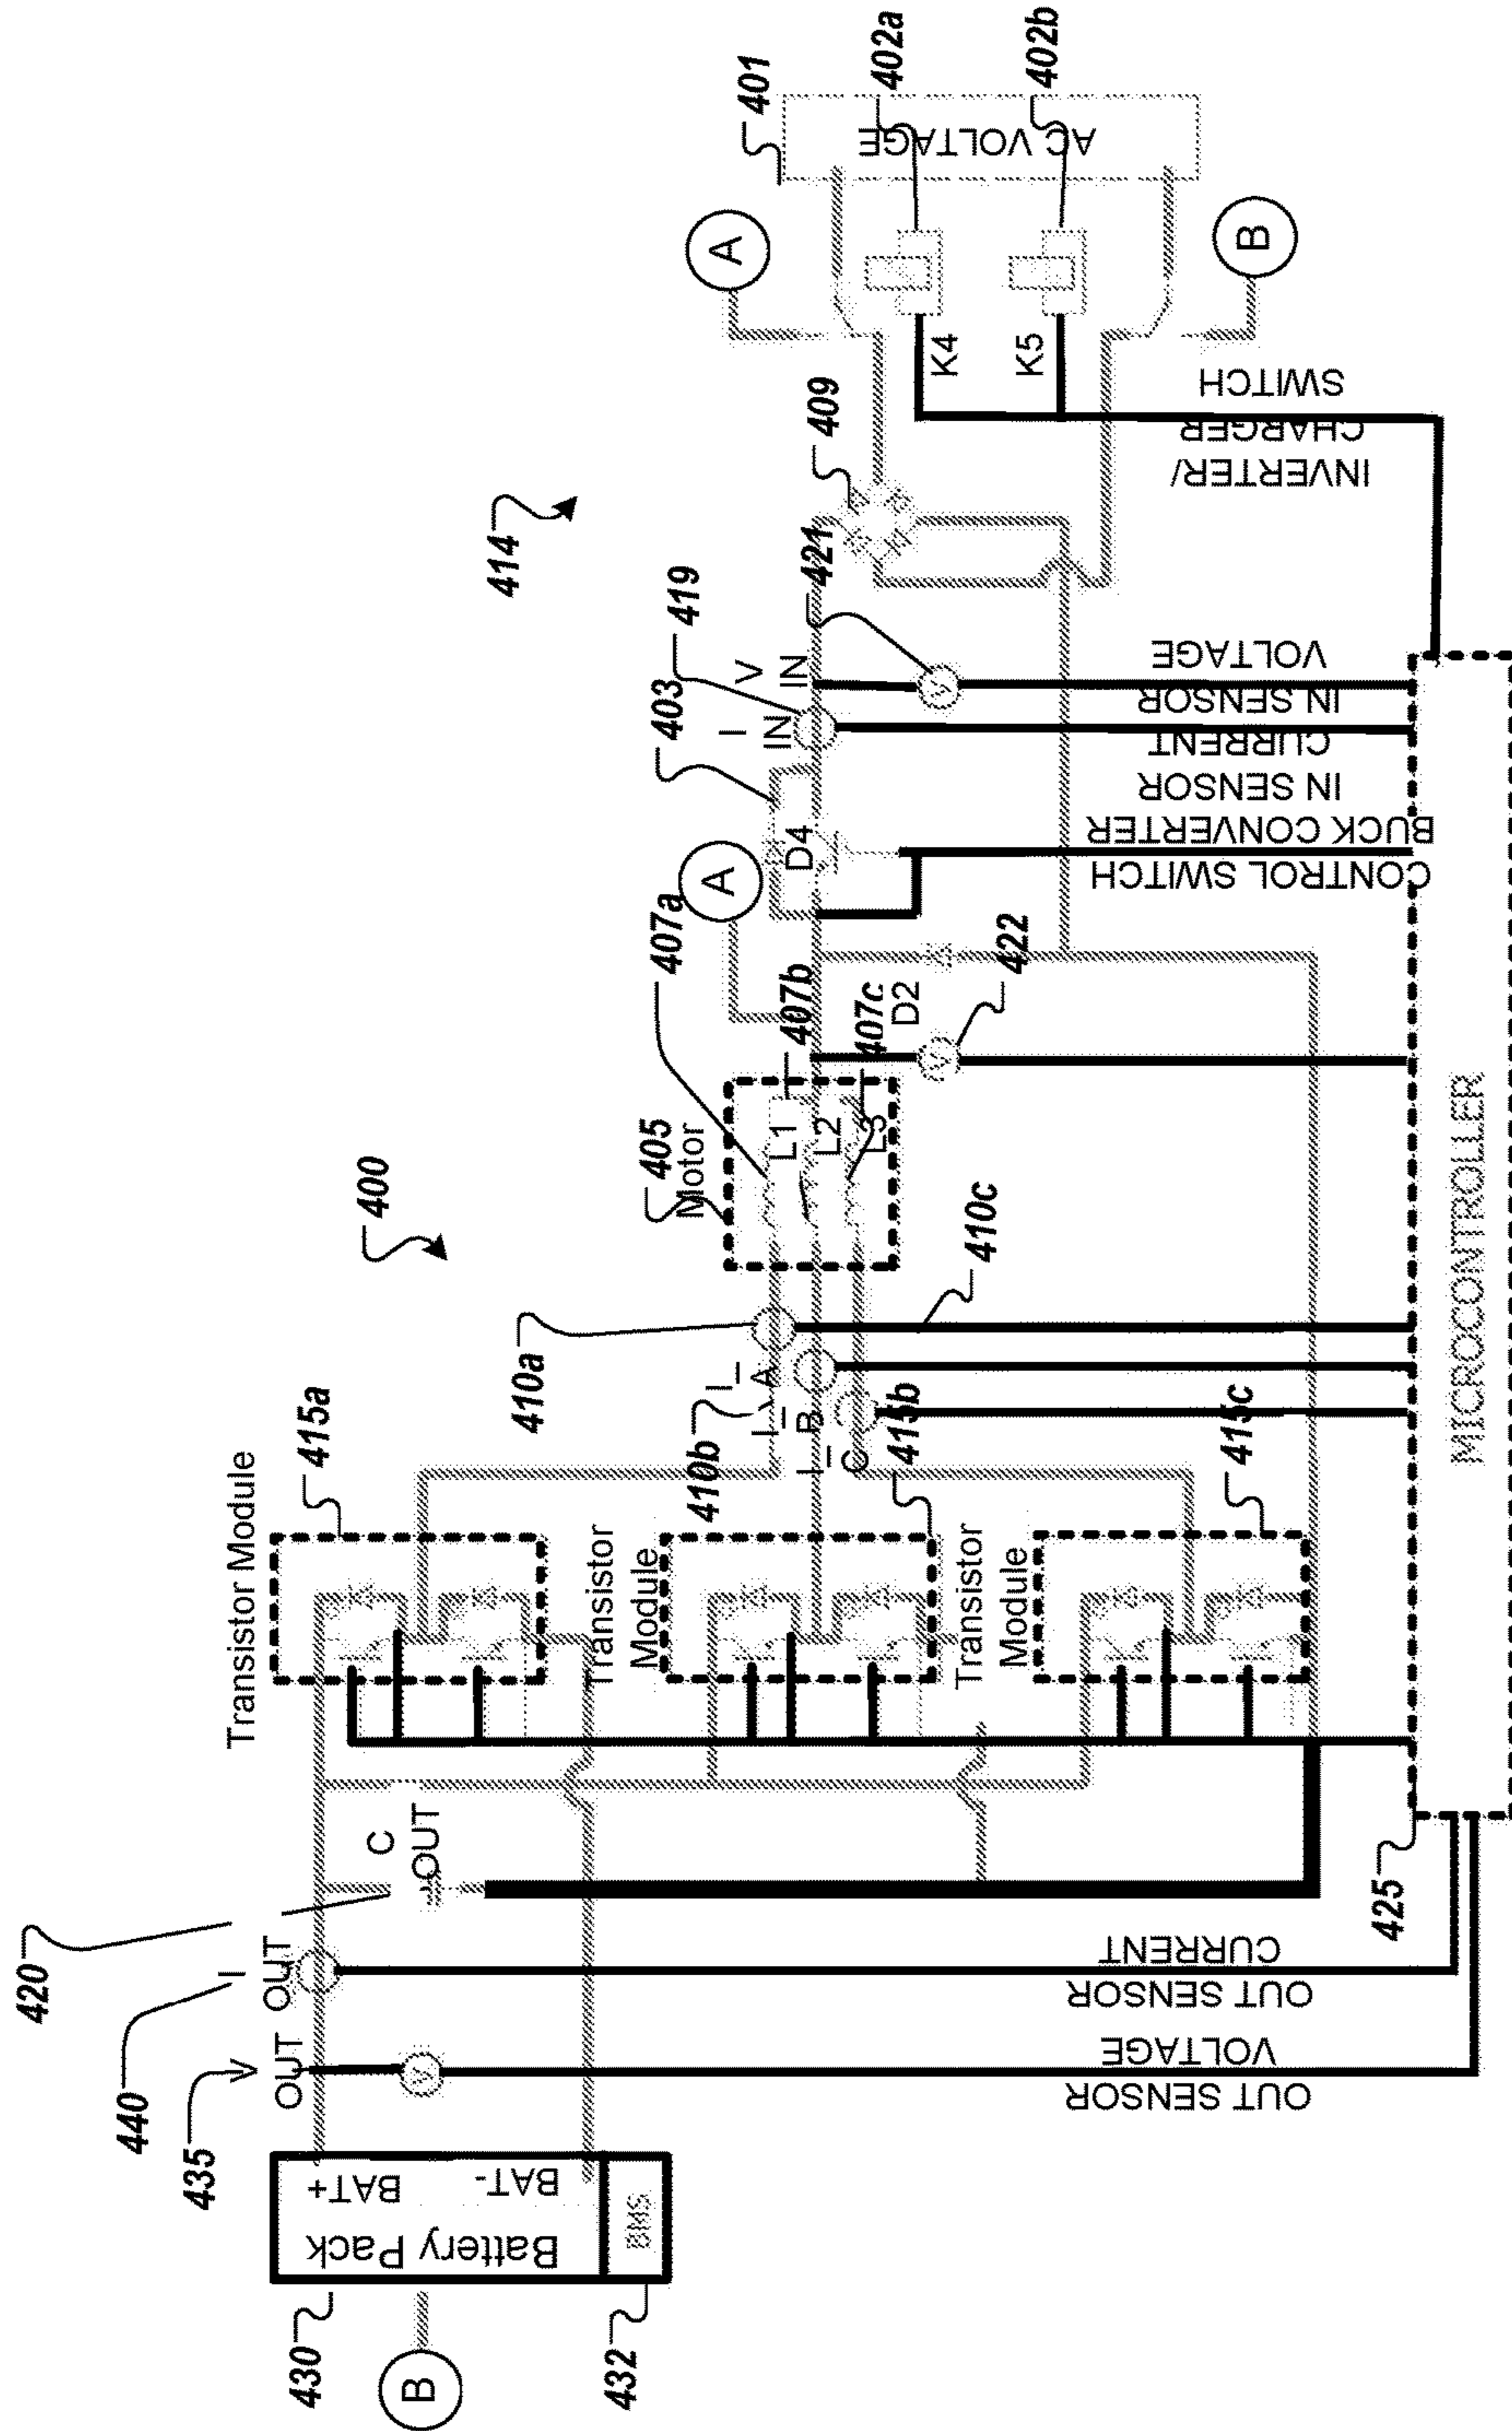 400
414
420
440
I
OUT
435
V
OUT
C
OUT
Transistor Module
415a
Transistor
Module
415b
Transistor
Module
415c
410a
410b
410c
I_
A
I_
B
I_
C
405
Motor
407a
407b
407c
L1
L2
L3
A
D4
D2
403
419
I
IN
V
IN
421
V
422
V
409
A
401
AC VOLTAGE
402a
402b
K4
K5
B
INVERTER/
CHARGER
SWITCH
VOLTAGE
IN SENSOR
CURRENT
IN SENSOR
BUCK CONVERTER
CONTROL SWITCH
CURRENT
OUT SENSOR
VOLTAGE
OUT SENSOR
V
430
B
432
Battery Pack
BAT+
BAT-
BMS
425
MICROCONTROLLER